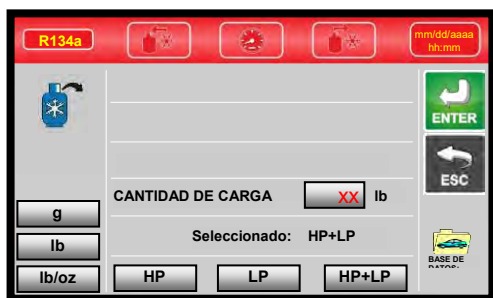 R134a
mm/dd/aaaa
hh:mm
ENTER
ESC
CANTIDAD DE CARGA XX lb
g
Seleccionado: HP+LP
lb
BASE DE
DATOS:
lb/oz HP LP HP+LP